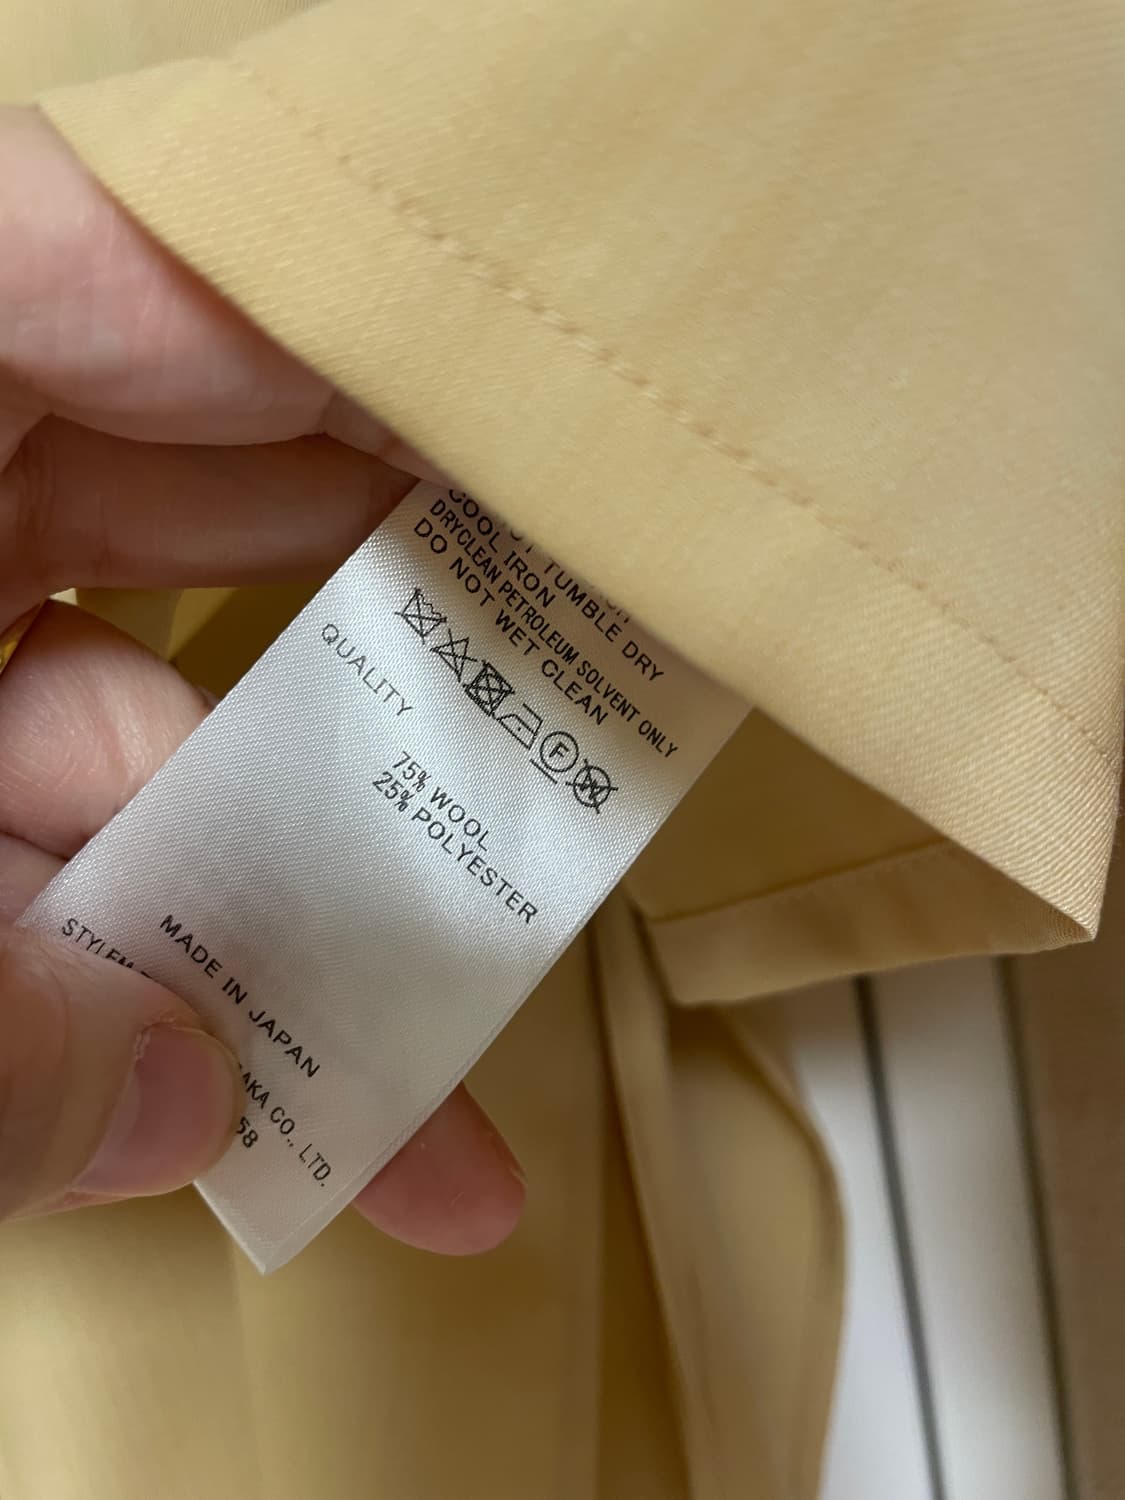 TUMBLE DRY
COOL IRON
DRYCLEAN PETROLEUM SOLVENT ONLY
DO NOT WET CLEAN
F W
QUALITY
75% WOOL
25% POLYESTER
MADE IN JAPAN
CO., LTD.
58